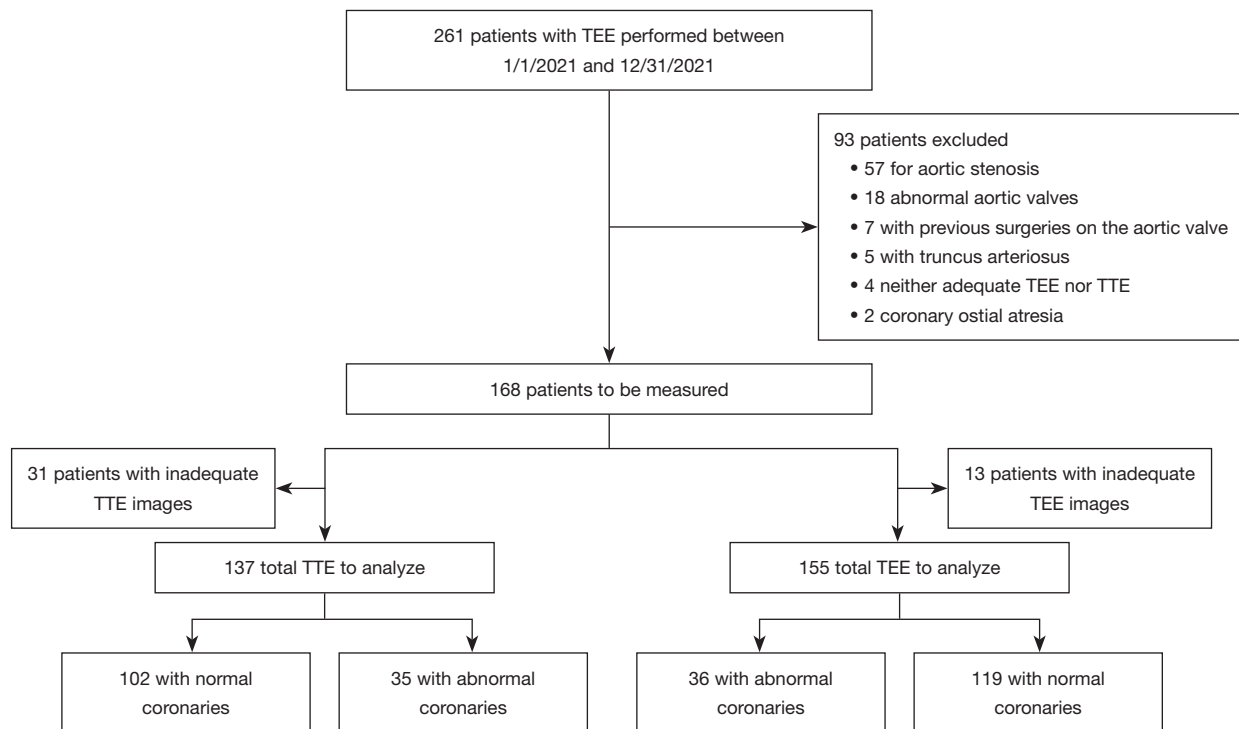 261 patients with TEE performed between
1/1/2021 and 12/31/2021
93 patients excluded
• 57 for aortic stenosis
• 18 abnormal aortic valves
• 7 with previous surgeries on the aortic valve
• 5 with truncus arteriosus
• 4 neither adequate TEE nor TTE
• 2 coronary ostial atresia
168 patients to be measured
31 patients with inadequate
TTE images
13 patients with inadequate
TEE images
137 total TTE to analyze
155 total TEE to analyze
102 with normal
coronaries
35 with abnormal
coronaries
36 with abnormal
coronaries
119 with normal
coronaries